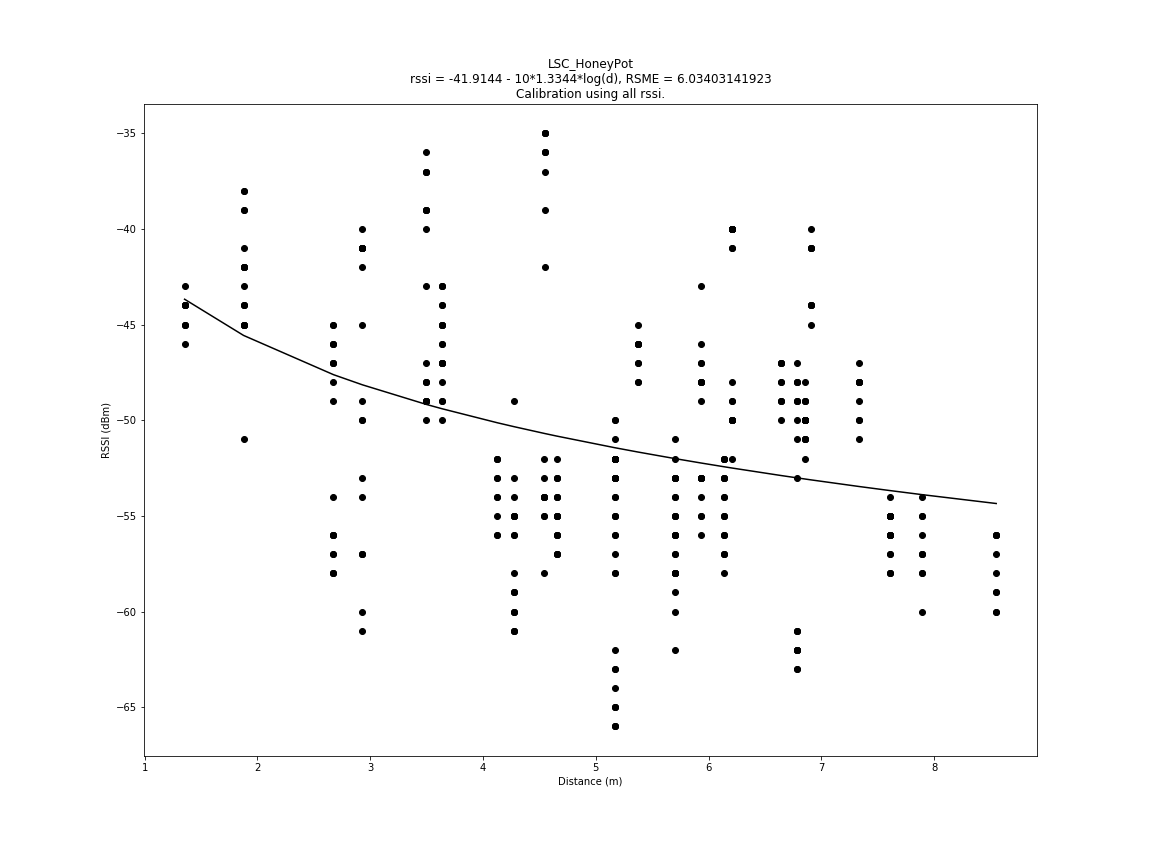 LSC_HoneyPot
rssi = -41.9144 - 10*1.3344*log(d), RSME = 6.03403141923
Calibration using all rssi.
−35
−40
−45
−50
−55
−60
−65
RSSI (dBm)
1 2 3 4 5 6 7 8
Distance (m)